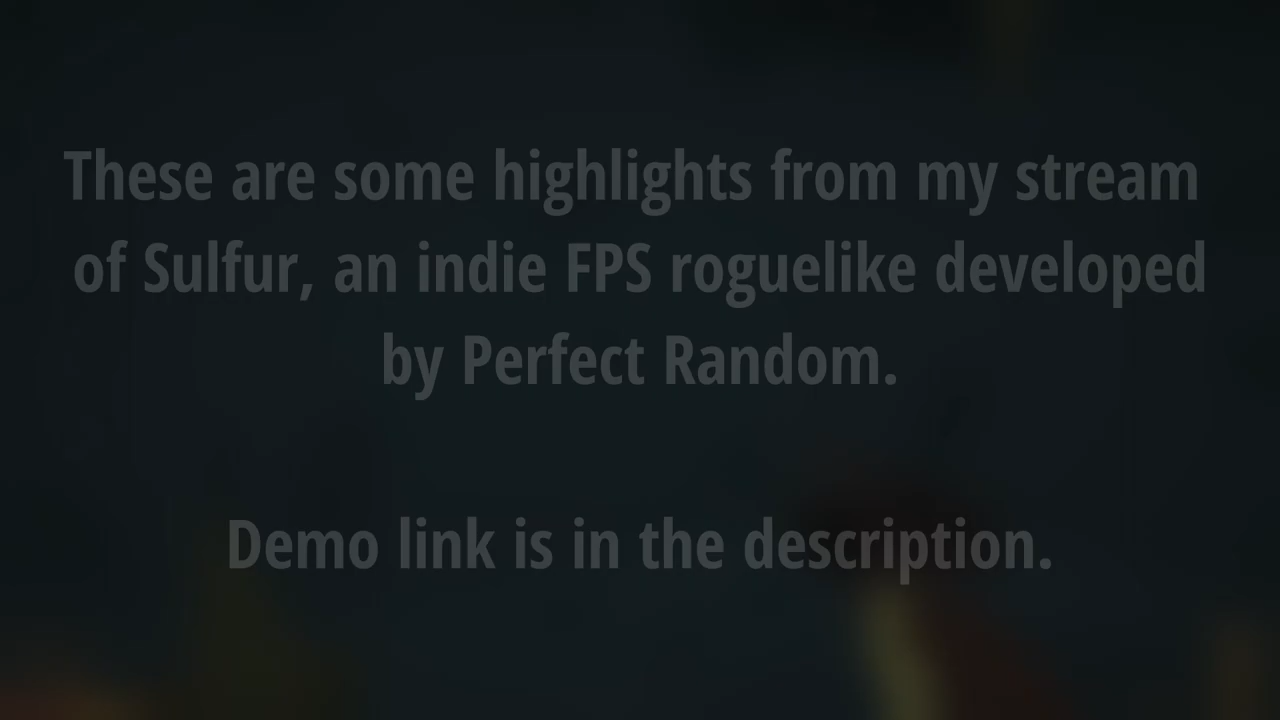 These are some highlights from my stream
of Sulfur, an indie FPS roguelike developed
by Perfect Random.
Demo link is in the description.